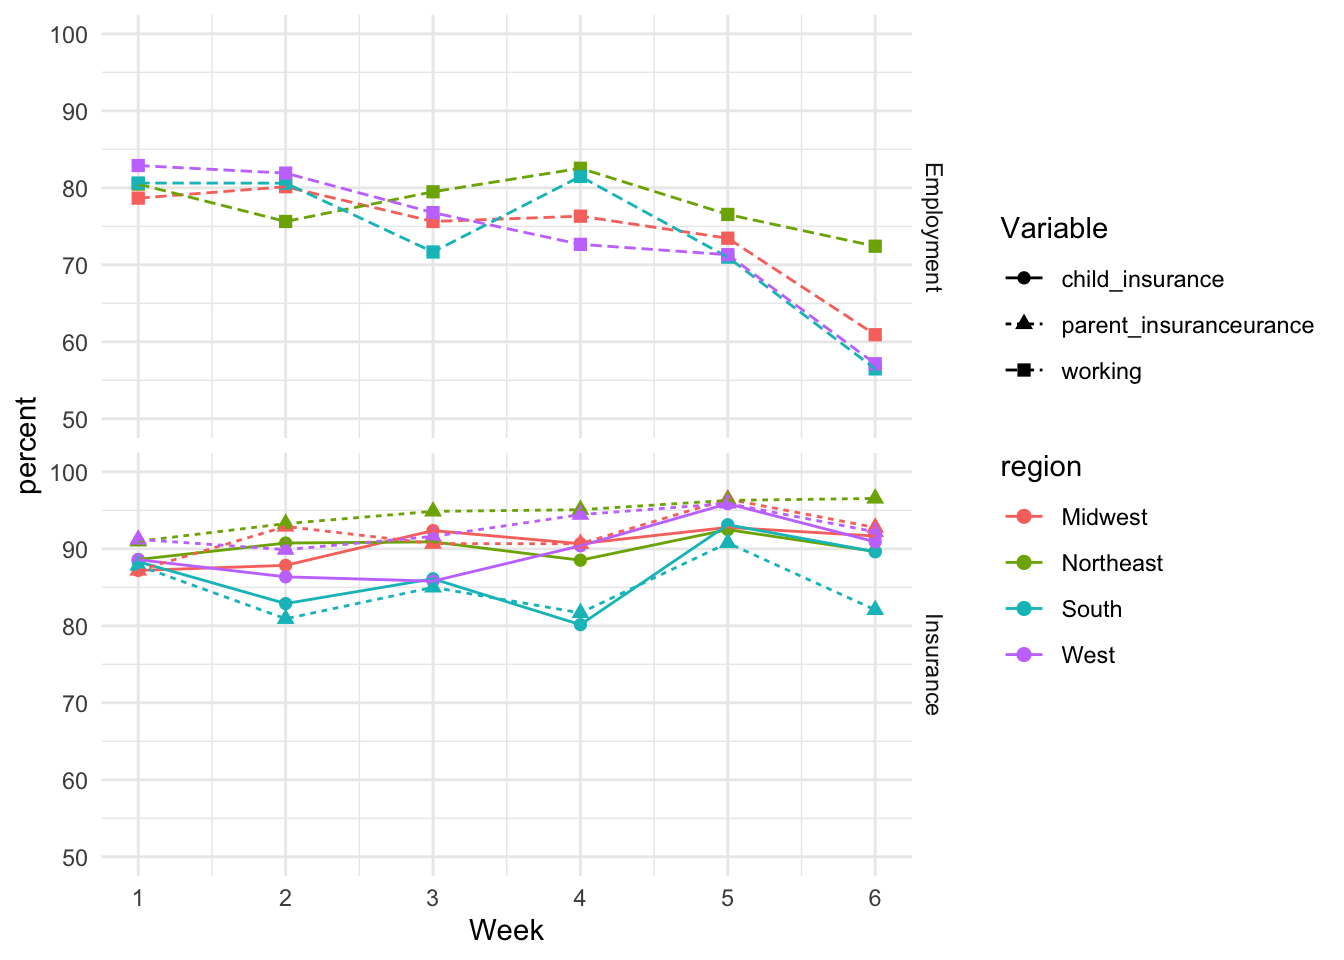 100
90
80
70
60
50
Employment
percent
100
90
80
70
60
50
Insurance
1 2 3 4 5 6
Week
Variable
child_insurance
parent_insuranceurance
working
region
Midwest
Northeast
South
West